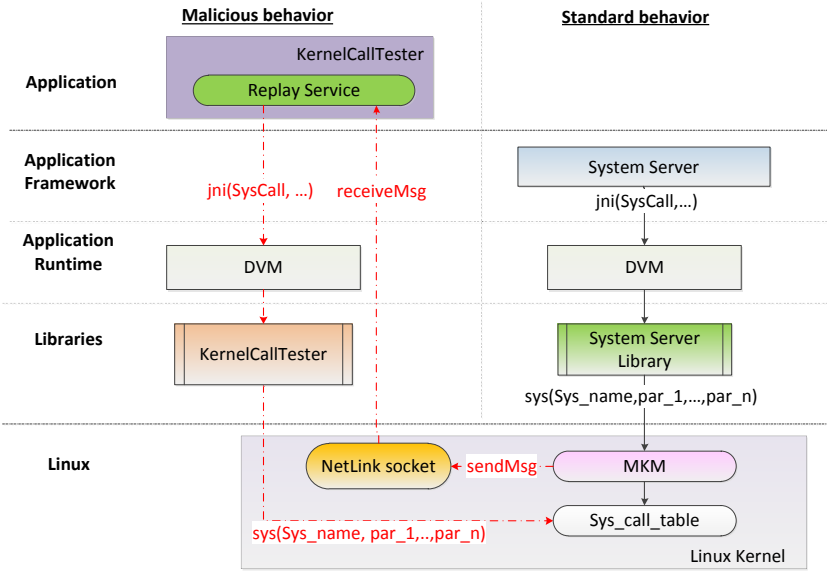 Malicious behavior
Standard behavior
Application
KernelCallTester
Replay Service
Application
Framework
System Server
jni(SysCall, …)
receiveMsg
jni(SysCall,…)
Application
Runtime
DVM
DVM
Libraries
KernelCallTester
System Server
Library
sys(Sys_name,par_1,…,par_n)
Linux
NetLink socket
sendMsg
MKM
sys(Sys_name, par_1,..,par_n)
Sys_call_table
Linux Kernel